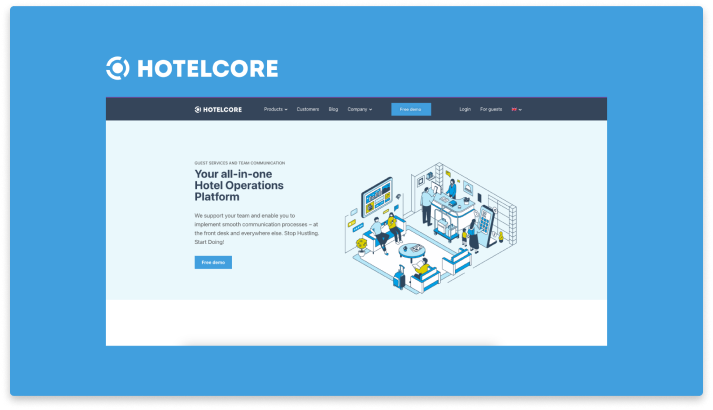 HOTELCORE
HOTELCORE Products Customers Blog Company Free demo Login For guests
GUEST SERVICES AND TEAM COMMUNICATION
Your all-in-one
Hotel Operations
Platform
We support your team and enable you to
implement smooth communication processes – at
the front desk and everywhere else. Stop Hustling.
Start Doing!
Free demo